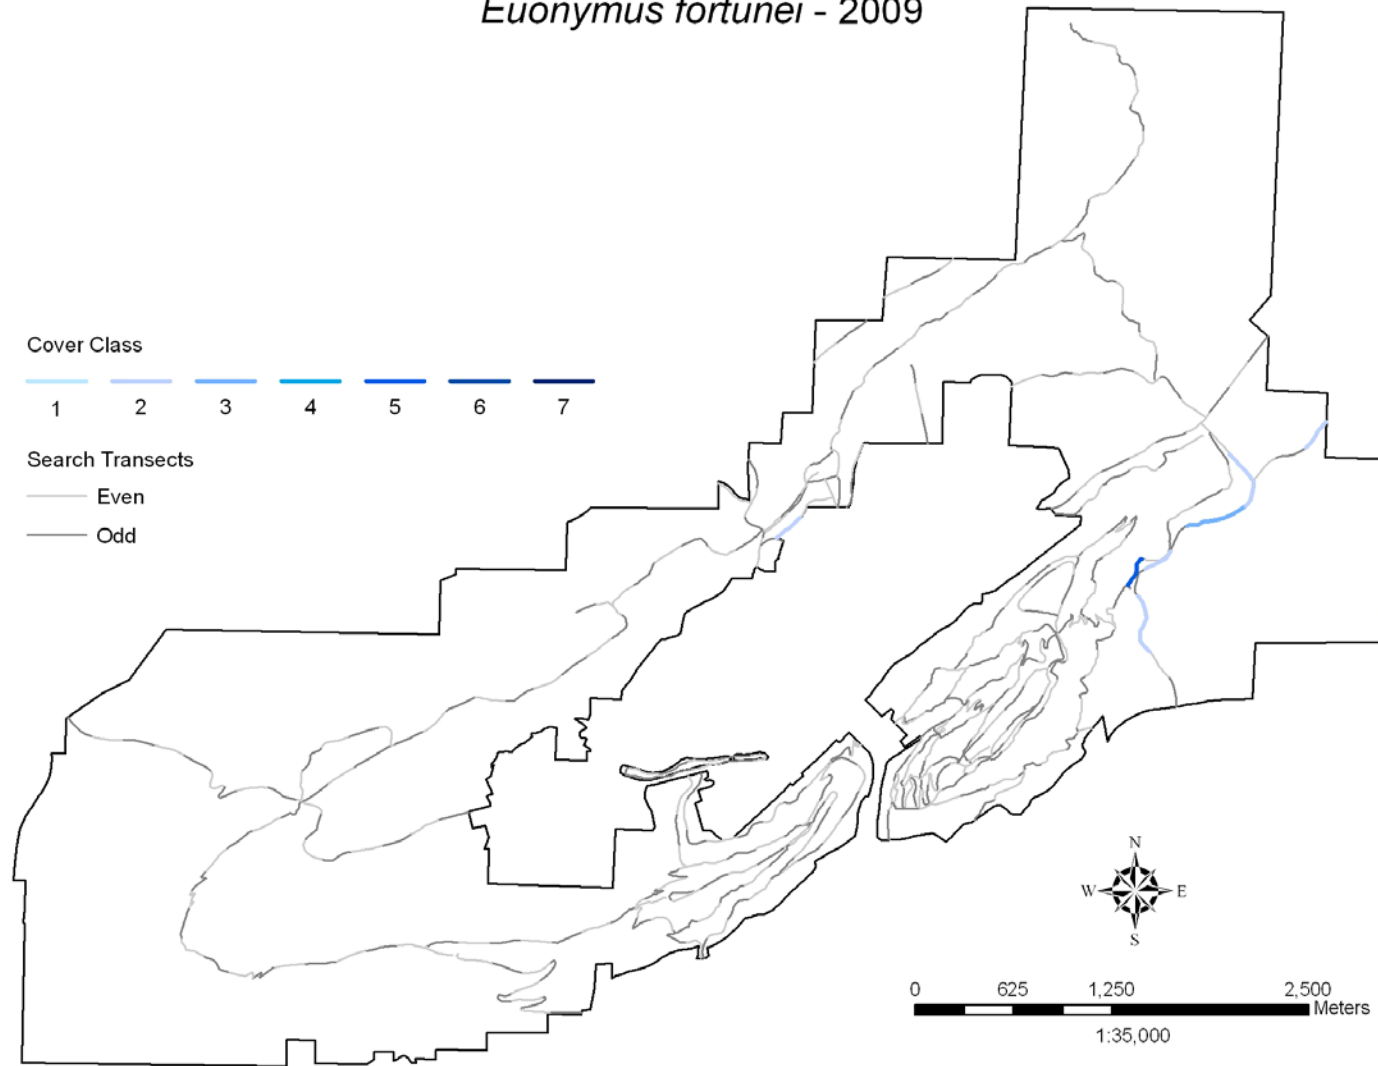 Euonymus fortunei - 2009
Cover Class
1 2 3 4 5 6 7
Search Transects
Even
Odd
N
W E
S
0 625 1,250 2,500
Meters
1:35,000